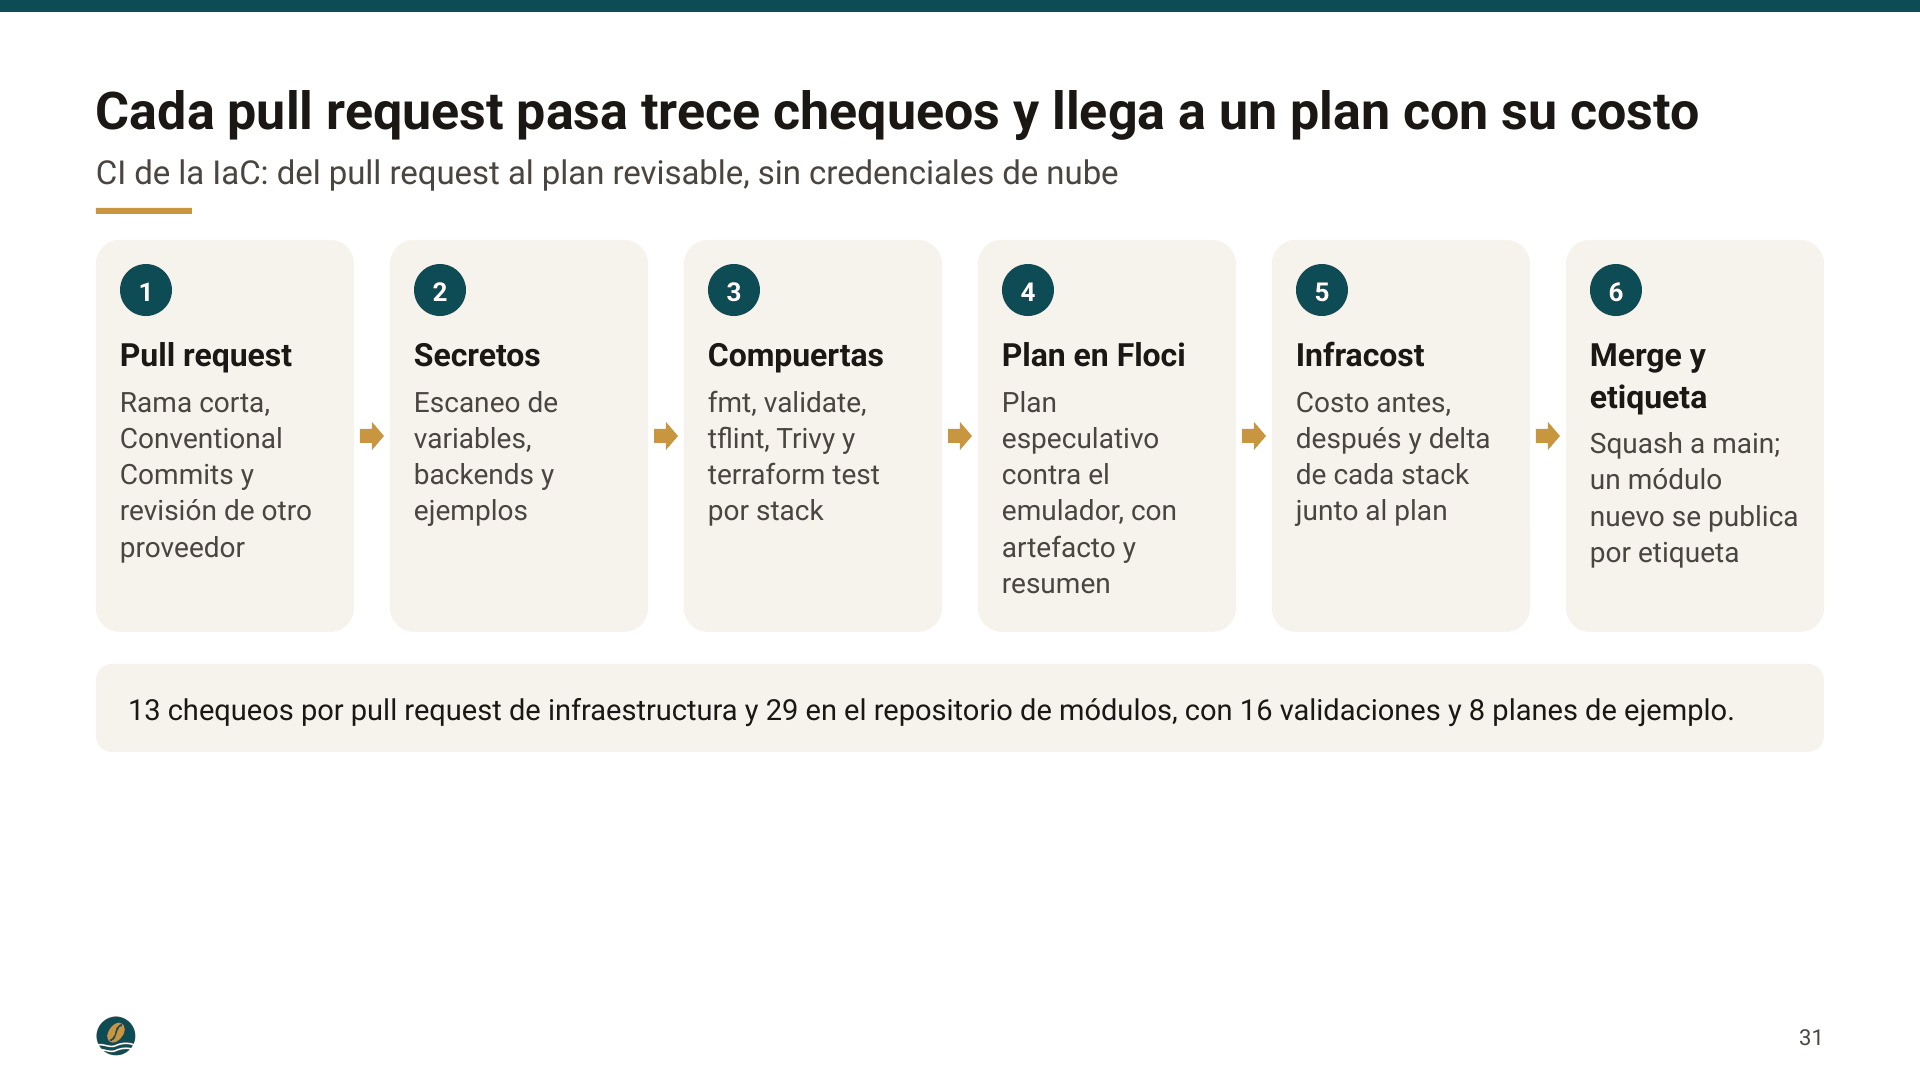 Cada pull request pasa trece chequeos y llega a un plan con su costo
CI de la IaC: del pull request al plan revisable, sin credenciales de nube
1
Pull request
Rama corta,
Conventional
Commits y
revisión de otro
proveedor
2
Secretos
Escaneo de
variables,
backends y
ejemplos
3
Compuertas
fmt, validate,
tflint, Trivy y
terraform test
por stack
4
Plan en Floci
Plan
especulativo
contra el
emulador, con
artefacto y
resumen
5
Infracost
Costo antes,
después y delta
de cada stack
junto al plan
6
Merge y
etiqueta
Squash a main;
un módulo
nuevo se publica
por etiqueta
13 chequeos por pull request de infraestructura y 29 en el repositorio de módulos, con 16 validaciones y 8 planes de ejemplo.
31